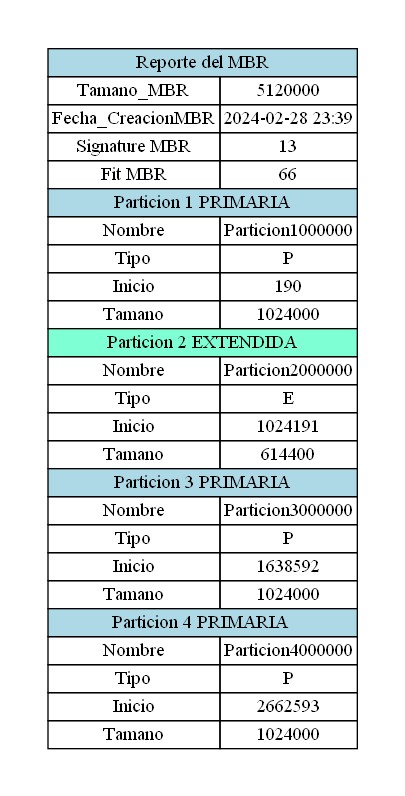 Reporte del MBR
Tamano_MBR 5120000
Fecha_CreacionMBR 2024-02-28 23:39
Signature MBR 13
Fit MBR 66
Particion 1 PRIMARIA
Nombre Particion1000000
Tipo P
Inicio 190
Tamano 1024000
Particion 2 EXTENDIDA
Nombre Particion2000000
Tipo E
Inicio 1024191
Tamano 614400
Particion 3 PRIMARIA
Nombre Particion3000000
Tipo P
Inicio 1638592
Tamano 1024000
Particion 4 PRIMARIA
Nombre Particion4000000
Tipo P
Inicio 2662593
Tamano 1024000